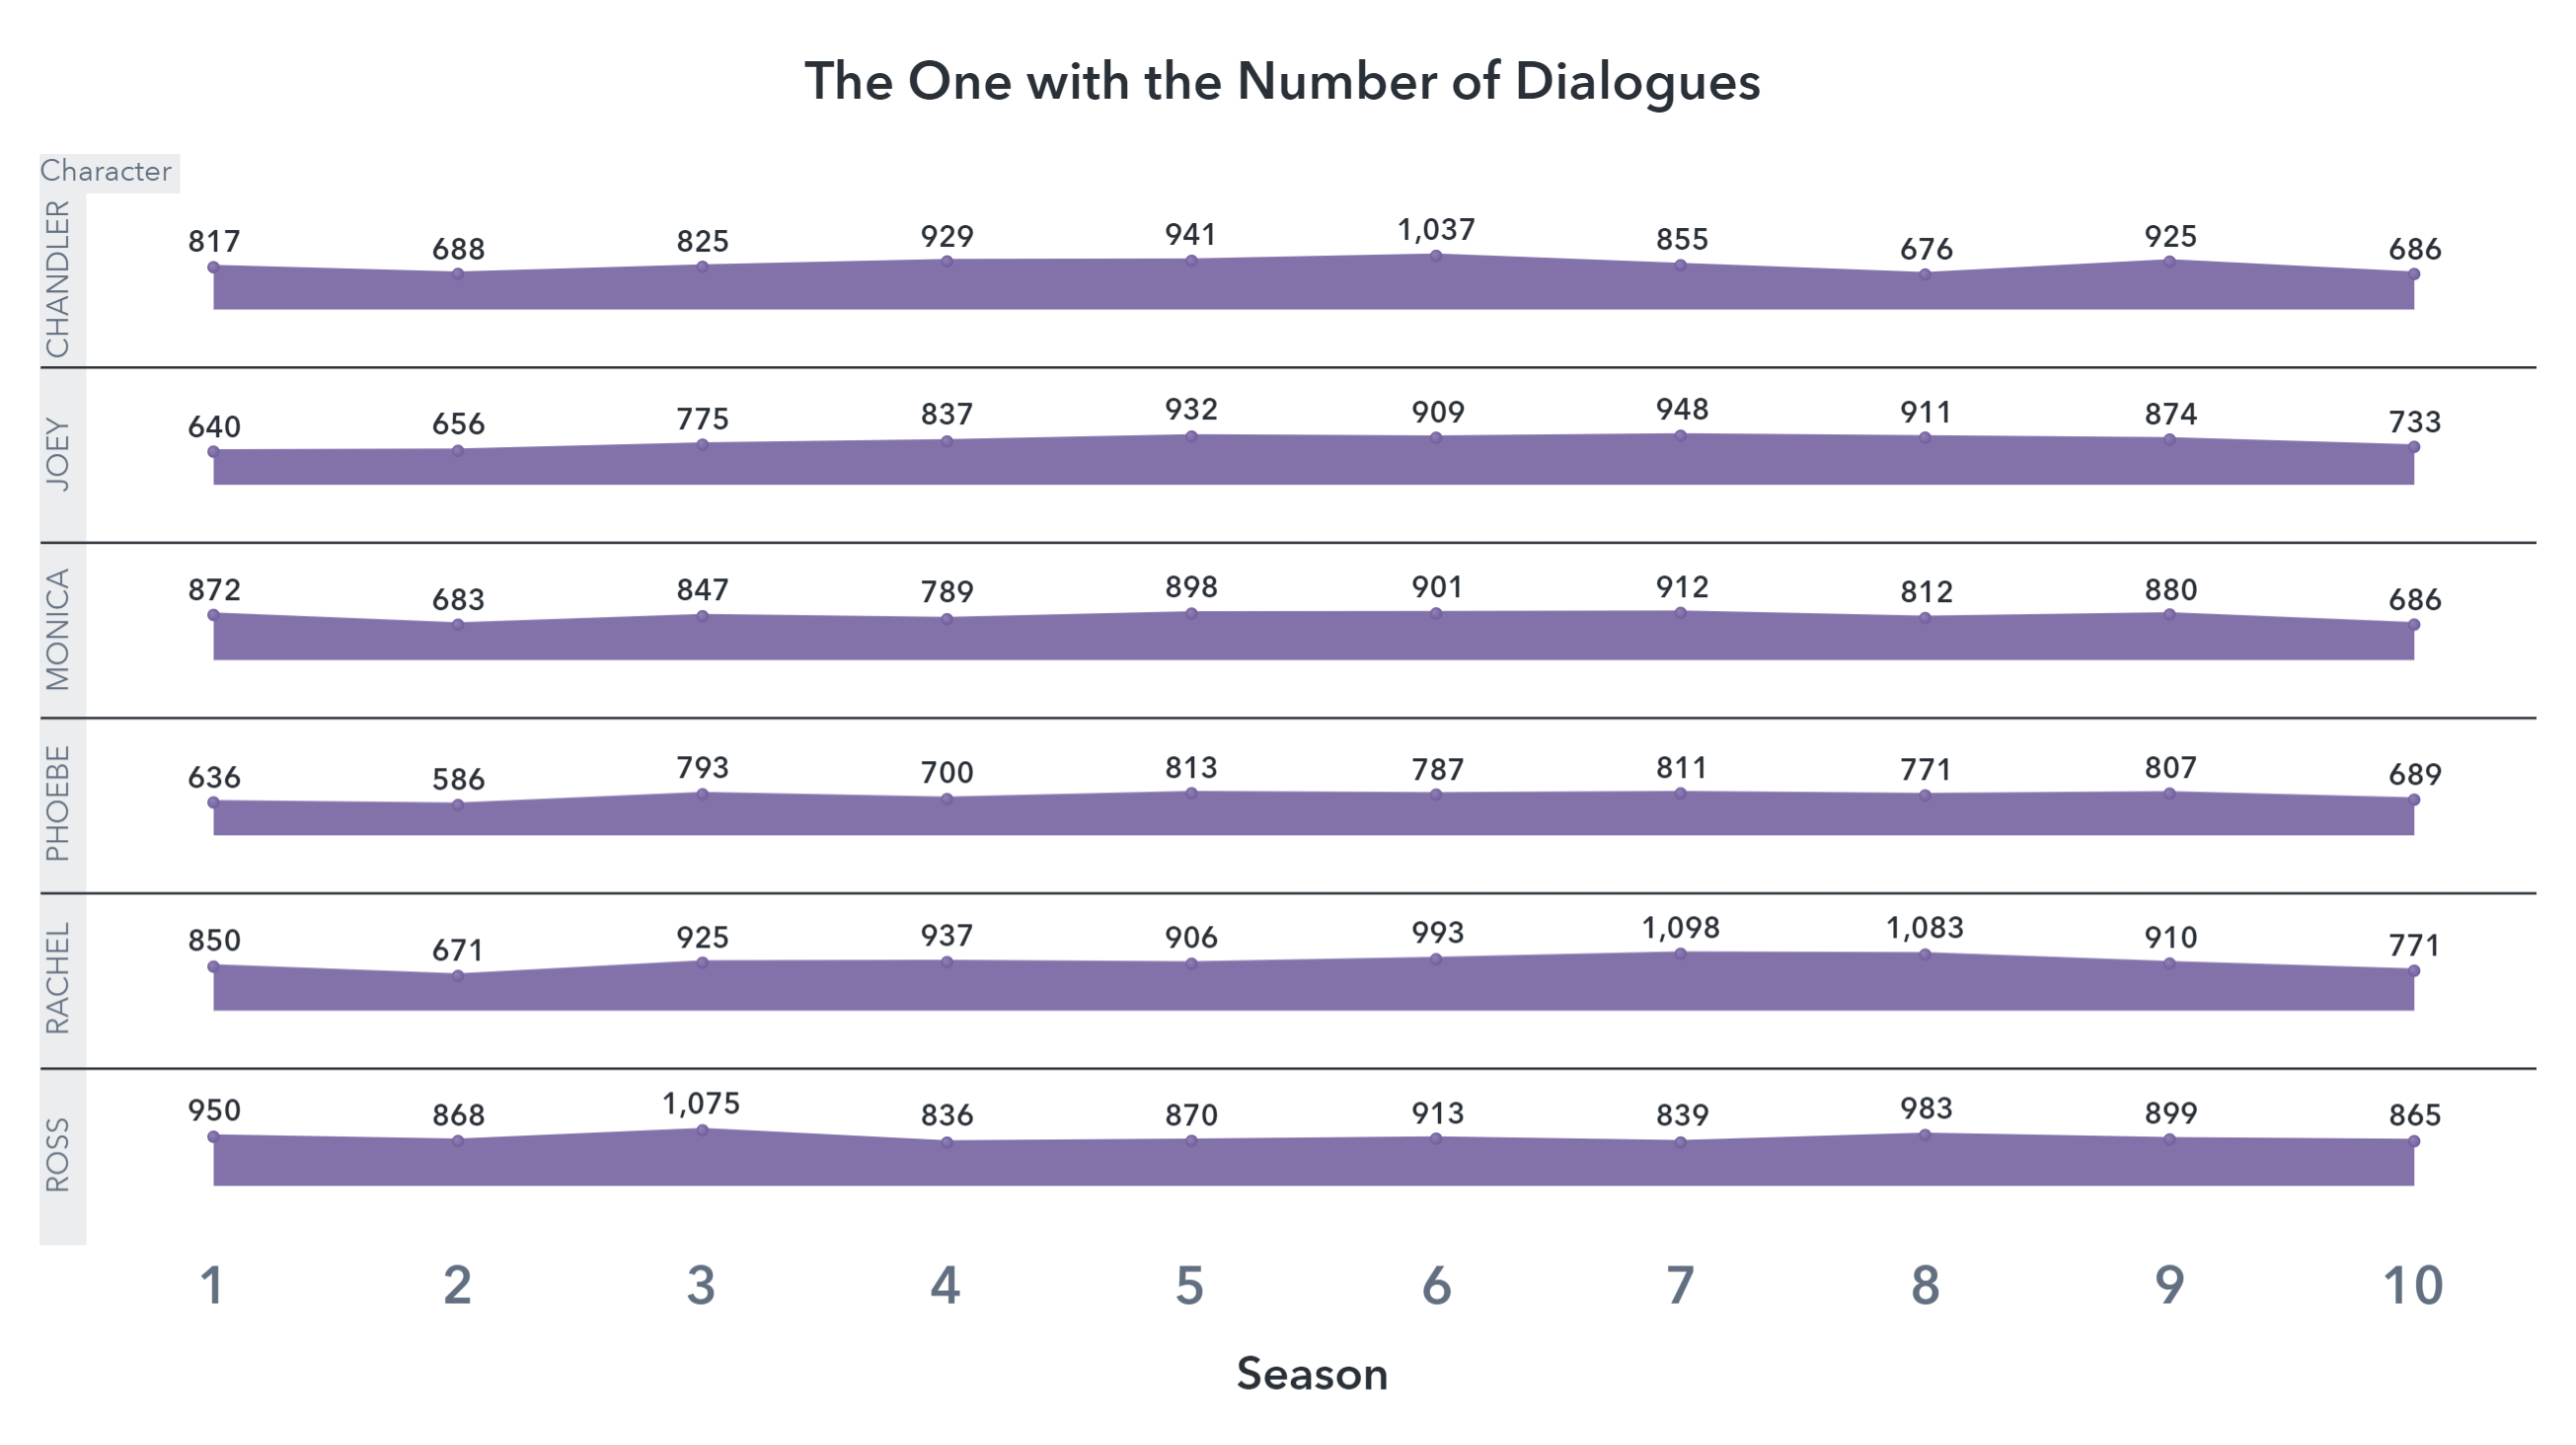 The One with the Number of Dialogues
Character
CHANDLER
817 688 825 929 941 1,037 855 676 925 686
JOEY
640 656 775 837 932 909 948 911 874 733
MONICA
872 683 847 789 898 901 912 812 880 686
PHOEBE
636 586 793 700 813 787 811 771 807 689
RACHEL
850 671 925 937 906 993 1,098 1,083 910 771
ROSS
950 868 1,075 836 870 913 839 983 899 865
1 2 3 4 5 6 7 8 9 10
Season